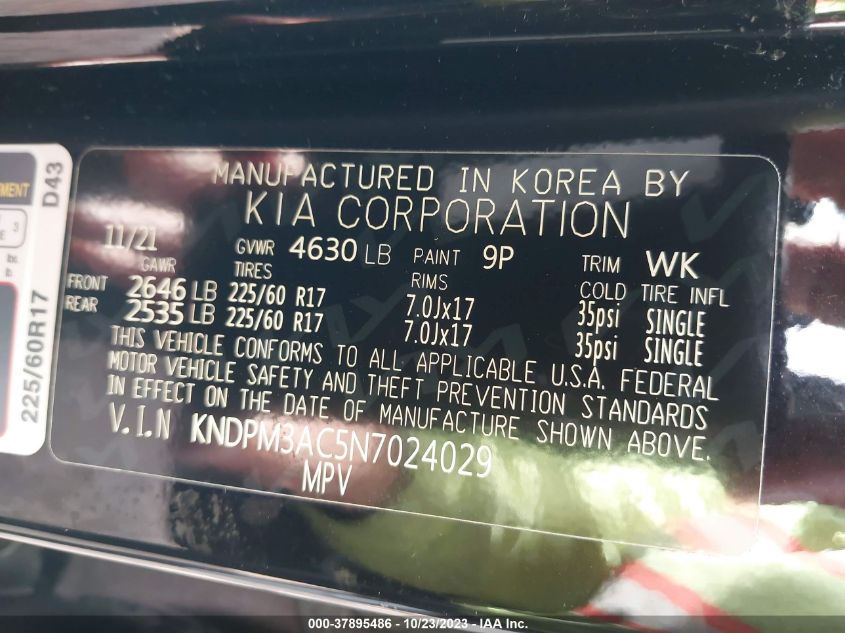 MANUFACTURED IN KOREA BY
KIA CORPORATION
11/21 GVWR 4630 LB PAINT 9P TRIM WK
GAWR TIRES RIMS COLD TIRE INFL
FRONT 2646 LB 225/60 R17 7.0Jx17 35psi SINGLE
REAR 2535 LB 225/60 R17 7.0Jx17 35psi SINGLE
THIS VEHICLE CONFORMS TO ALL APPLICABLE U.S.A. FEDERAL
MOTOR VEHICLE SAFETY AND THEFT PREVENTION STANDARDS
IN EFFECT ON THE DATE OF MANUFACTURE SHOWN ABOVE.
V.I.N KNDPM3AC5N7024029
MPV
D43
225/60R17
000-37895486 - 10/23/2023 - IAA Inc.